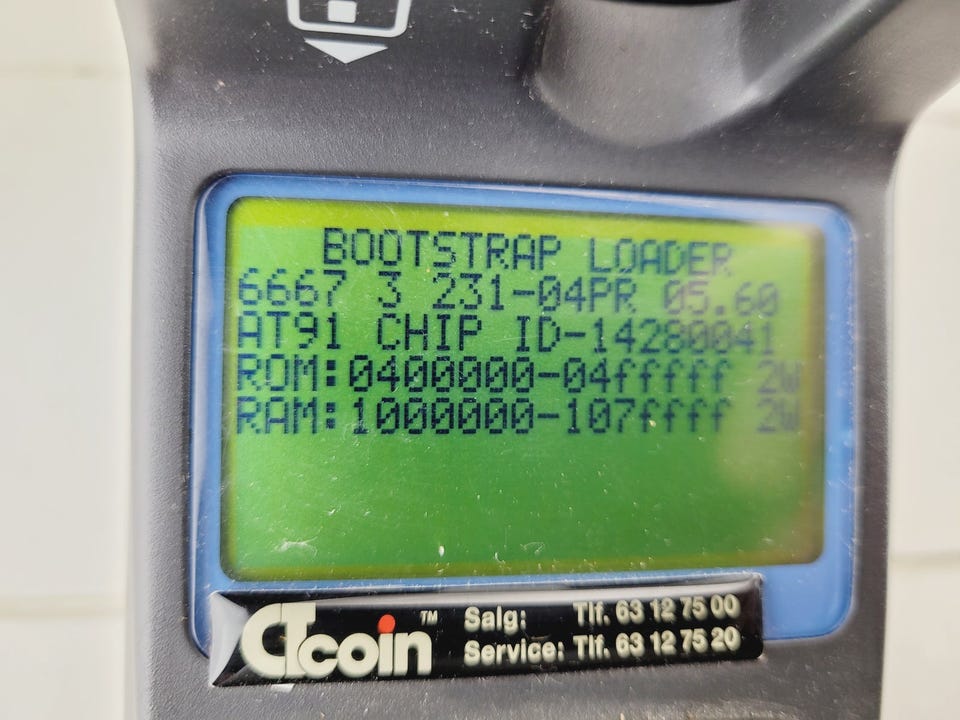 BOOTSTRAP LOADER
6667 3 231-04PR 05.60
AT91 CHIP ID-14280041
ROM:0400000-04fffff 2W
RAM:1000000-107ffff 2W
CTcoin™ Salg: Tlf. 63 12 75 00
Service: Tlf. 63 12 75 20